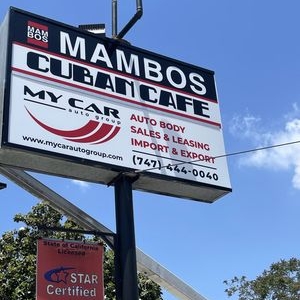 MAM
BOS
MAMBOS
CUBAN CAFE
MY CAR
auto group
AUTO BODY
SALES & LEASING
IMPORT & EXPORT
www.mycarautogroup.com
(747) 444-0040
State of California
Licensed
STAR
Certified